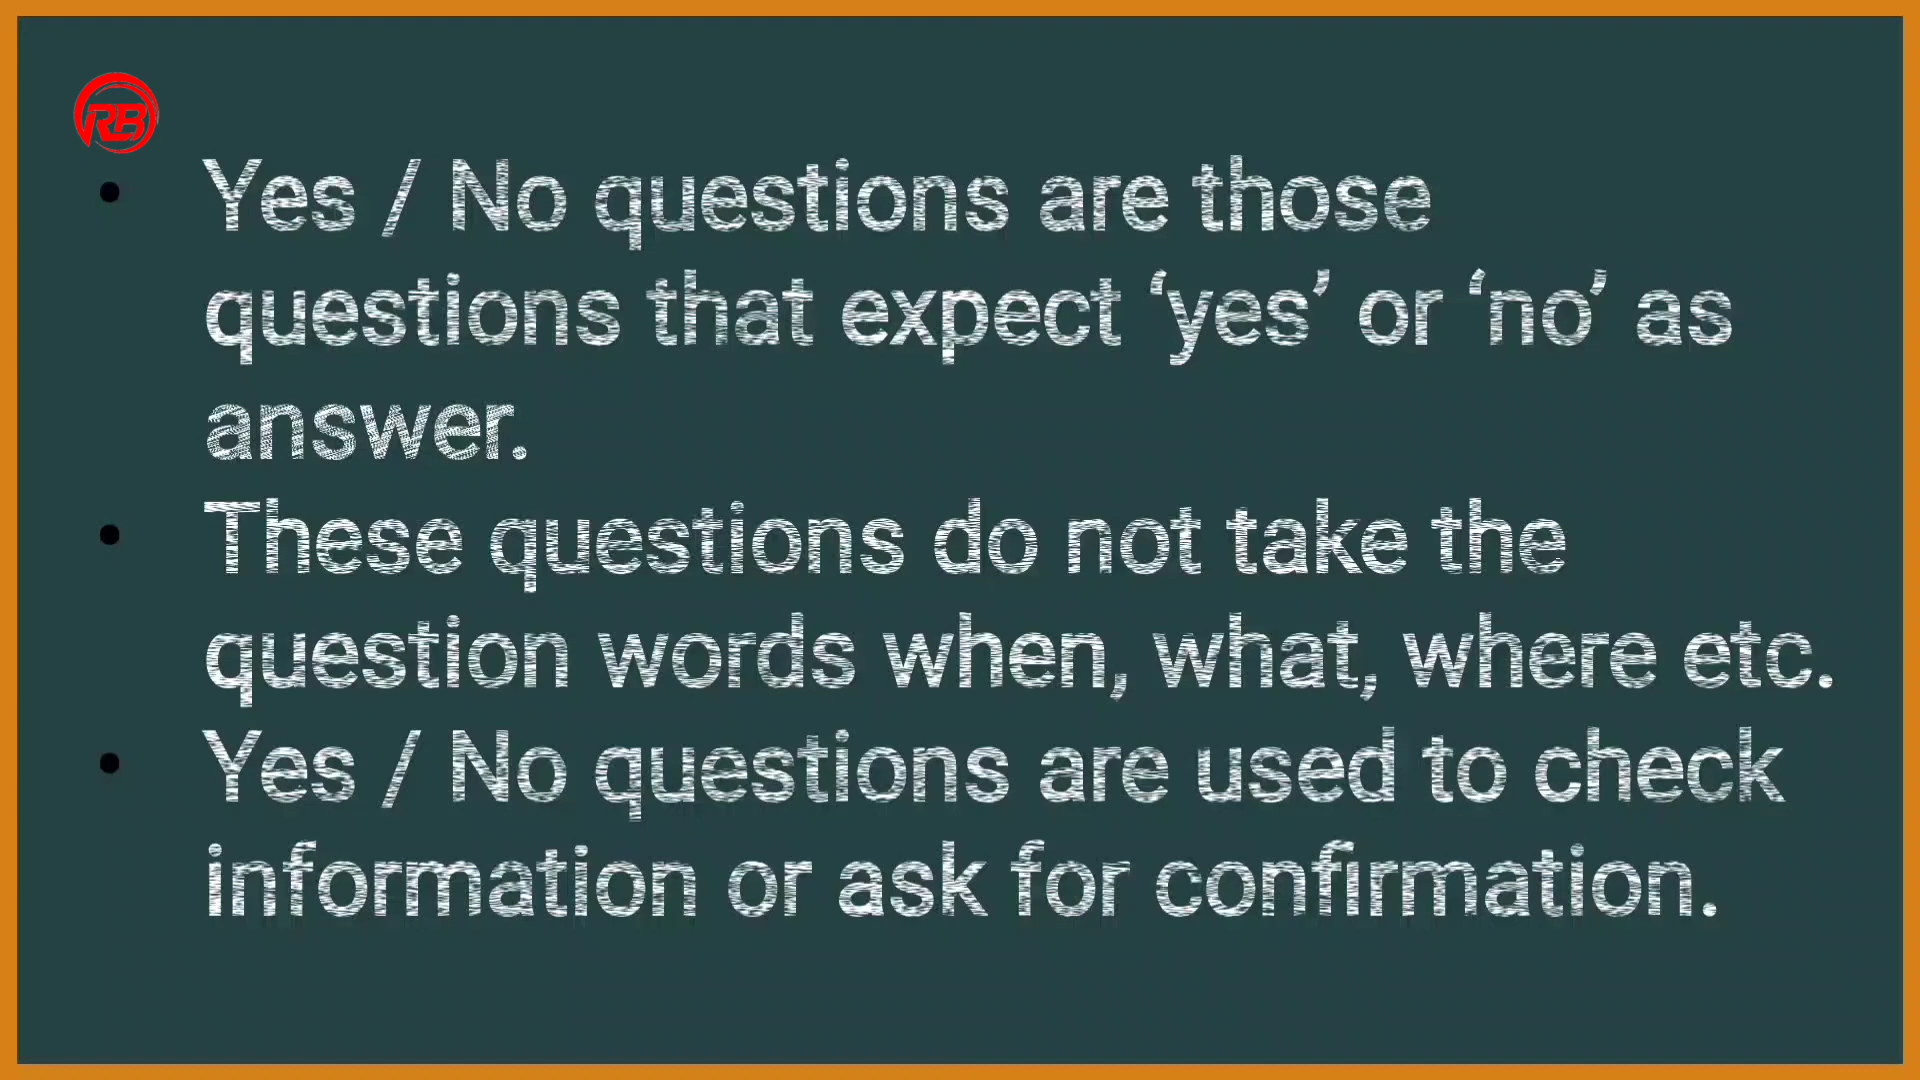 RB
• Yes / No questions are those
questions that expect ‘yes’ or ‘no’ as
answer.
• These questions do not take the
question words when, what, where etc.
• Yes / No questions are used to check
information or ask for confirmation.